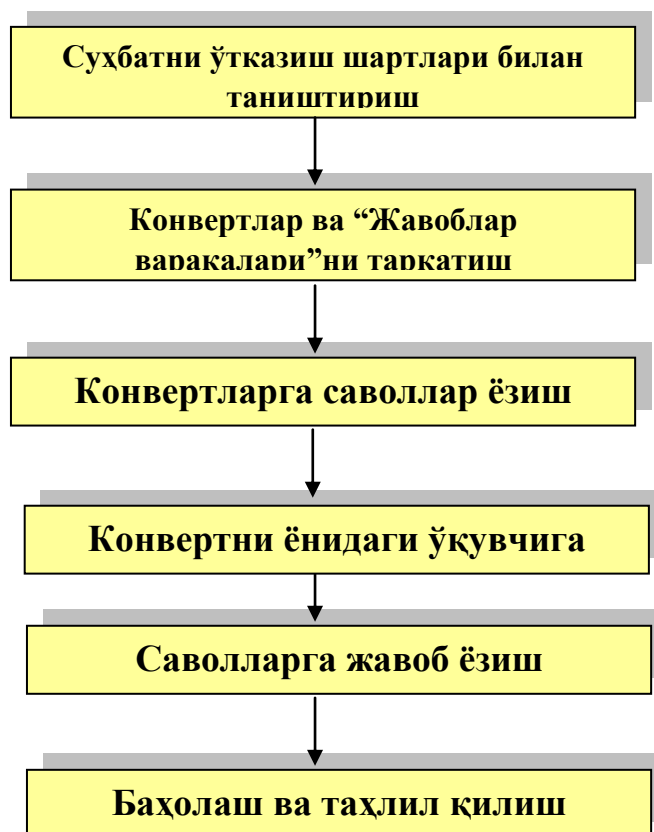 Суҳбатни ўтказиш шартлари билан
таништириш
Конвертлар ва “Жавоблар
варақалари”ни тарқатиш
Конвертларга саволлар ёзиш
Конвертни ёнидаги ўқувчига
Саволларга жавоб ёзиш
Баҳолаш ва таҳлил қилиш